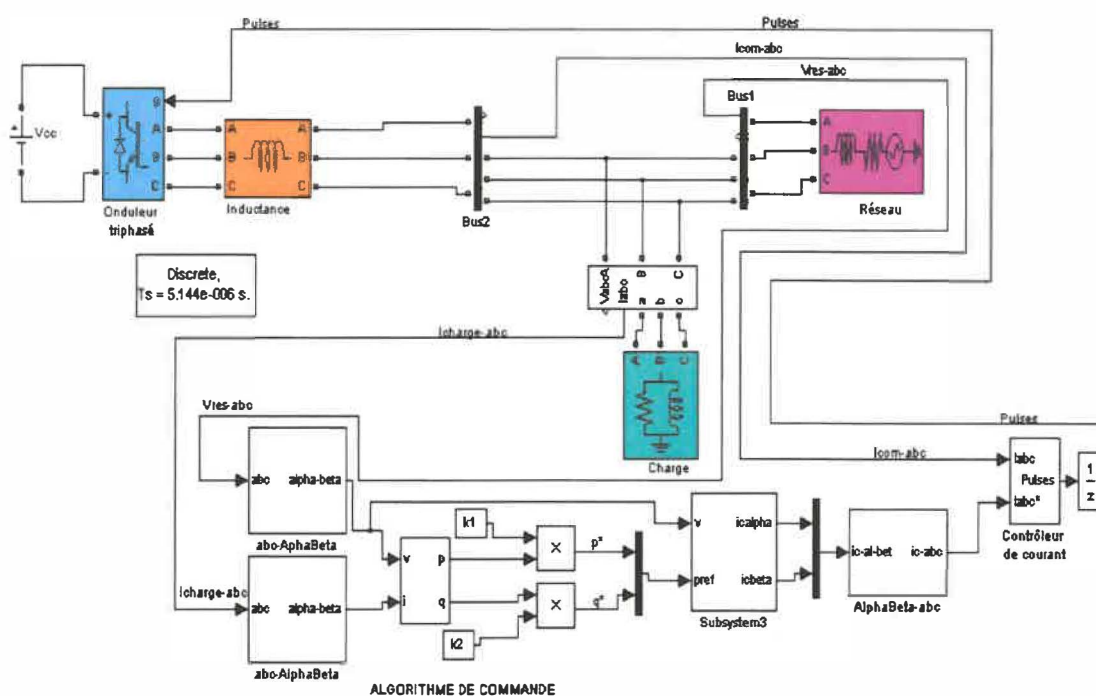 Pulses
Pulses
Icom-abc
Vres-abc
Bus1
Vcc
g
A
B
C
A
B
C
A
B
C
A
B
C
Onduleur
triphasé
Inductance
Bus2
Réseau
Discrete,
Ts = 5.144e-006 s.
Vabc
Iabc
A
B
C
a
b
c
Icharge-abc
A
B
C
Charge
Vres-abc
Pulses
Icom-abc
abc
alpha-beta
abc-AphaBeta
k1
v
i
p
q
×
p*
v
pref
icalpha
icbeta
Subsystem3
ic-al-bet
ic-abc
AlphaBeta-abc
Iabc
Pulses
Iabc*
1
z
Contrôleur
de courant
Icharge-abc
abc
alpha-beta
abc-AlphaBeta
×
q*
k2
ALGORITHME DE COMMANDE